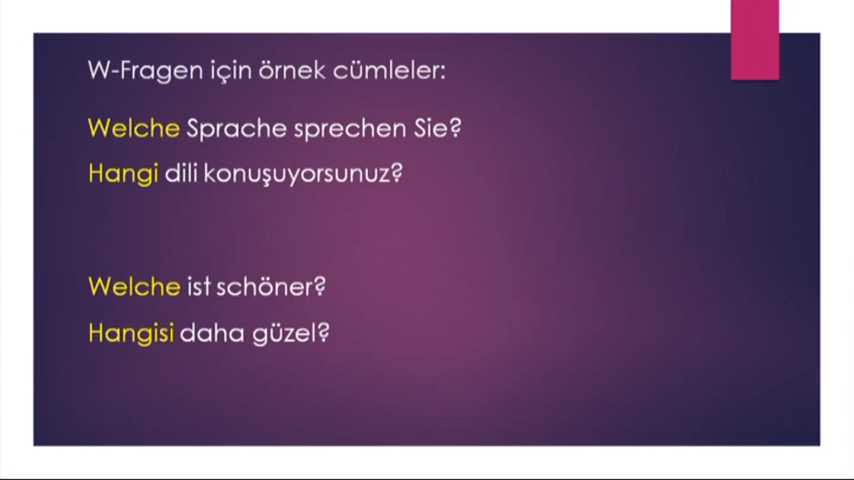 W-Fragen için örnek cümleler:
Welche Sprache sprechen Sie?
Hangi dili konuşuyorsunuz?
Welche ist schöner?
Hangisi daha güzel?